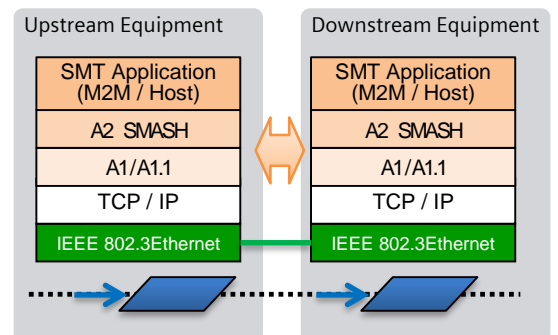 Upstream Equipment
SMT Application
(M2M / Host)
A2 SMASH
A1/A1.1
TCP / IP
IEEE 802.3Ethernet
Downstream Equipment
SMT Application
(M2M / Host)
A2 SMASH
A1/A1.1
TCP / IP
IEEE 802.3Ethernet